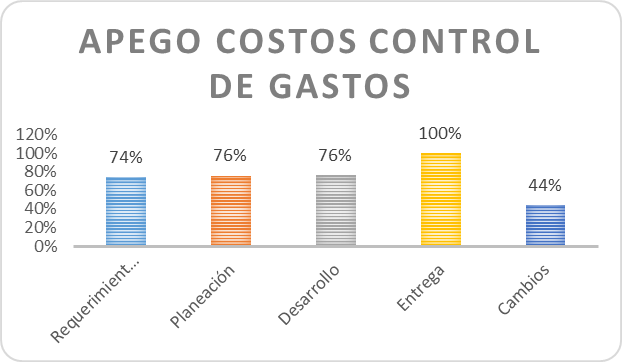 APEGO COSTOS CONTROL
DE GASTOS
120%
100%
80%
60%
40%
20%
0%
74%
76%
76%
100%
44%
Requerimient...
Planeación
Desarrollo
Entrega
Cambios